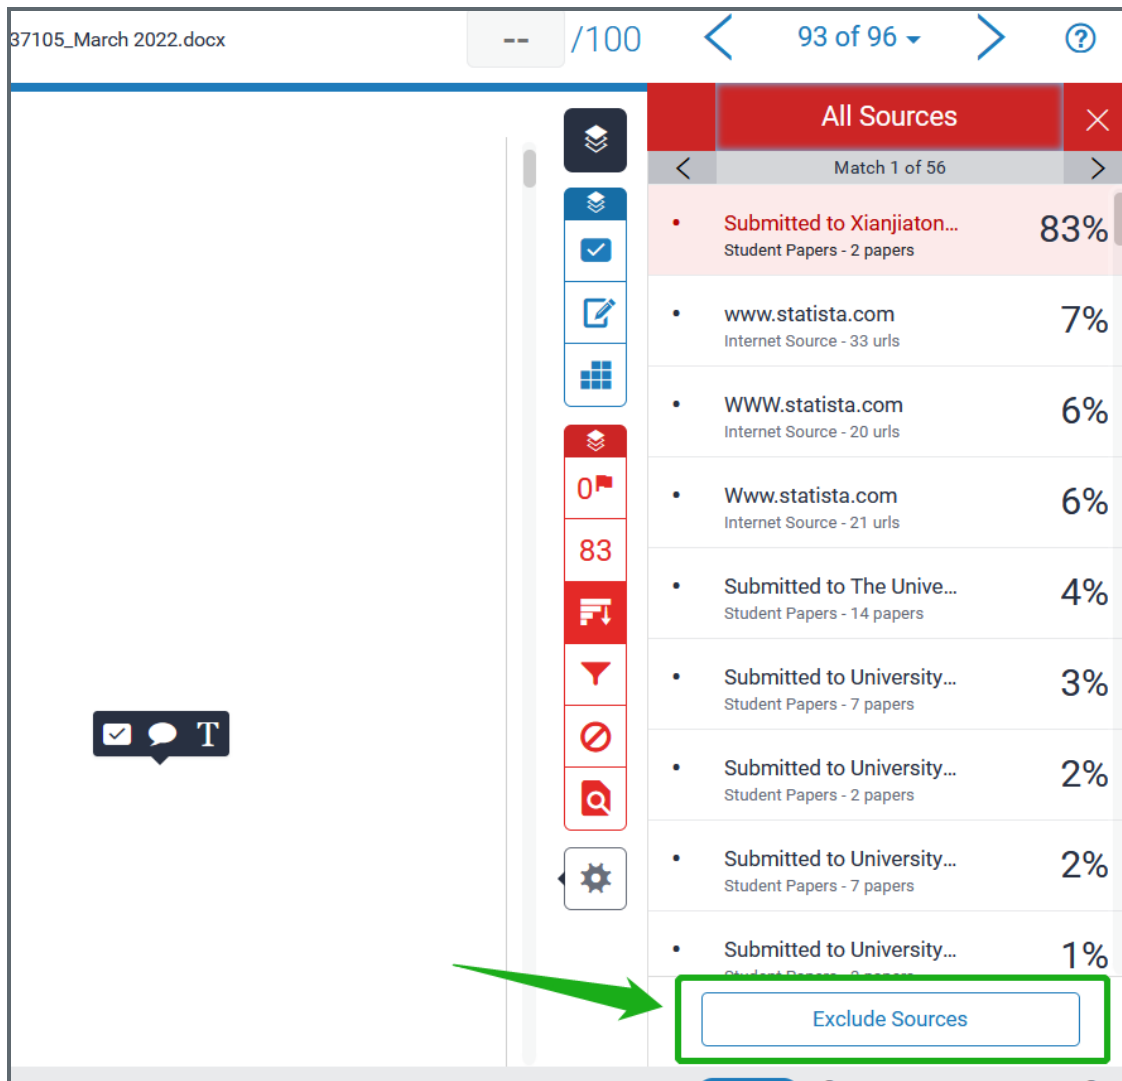 37105_March 2022.docx
-- /100
93 of 96
?
All Sources
Match 1 of 56
Submitted to Xianjiaton...
83%
Student Papers - 2 papers
www.statista.com
7%
Internet Source - 33 urls
WWW.statista.com
6%
Internet Source - 20 urls
Www.statista.com
6%
Internet Source - 21 urls
Submitted to The Unive...
4%
Student Papers - 14 papers
Submitted to University...
3%
Student Papers - 7 papers
Submitted to University...
2%
Student Papers - 2 papers
Submitted to University...
2%
Student Papers - 7 papers
Submitted to University...
1%
0
83
T
Exclude Sources